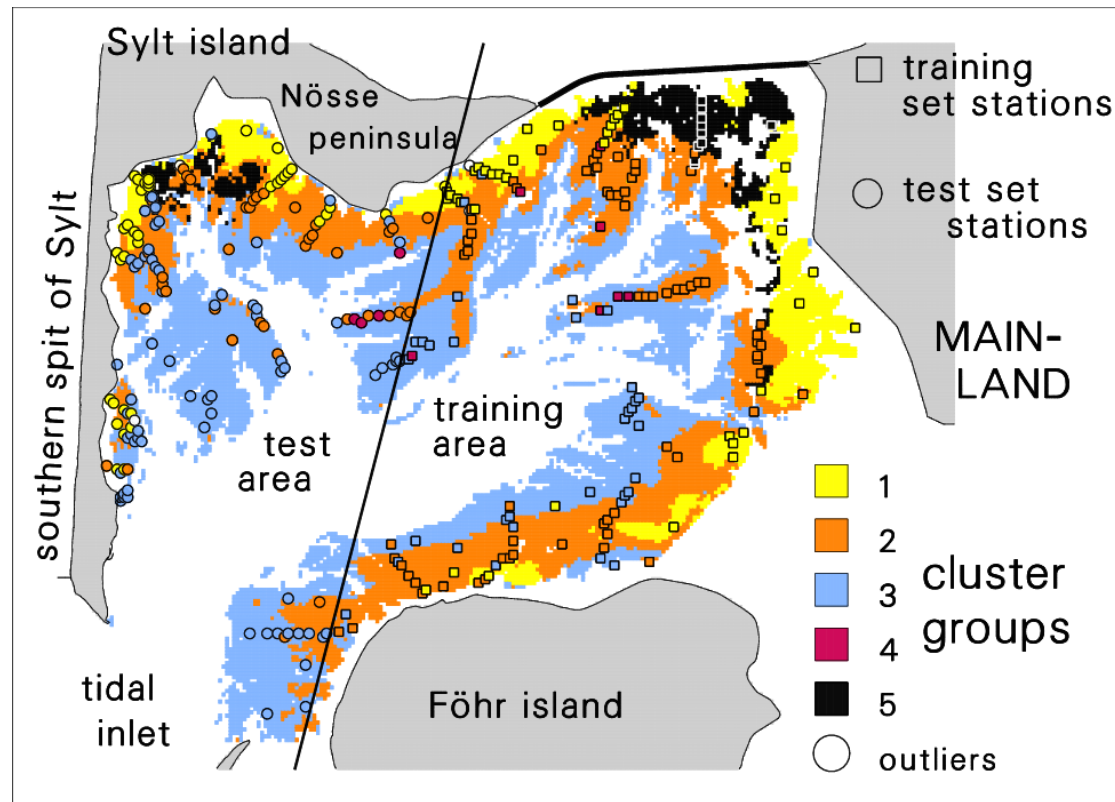 Sylt island
Nösse
peninsula
southern spit of Sylt
training
set stations
test set
stations
MAIN-
LAND
training
area
test
area
tidal
inlet
Föhr island
1
2
3
4
5
cluster
groups
outliers